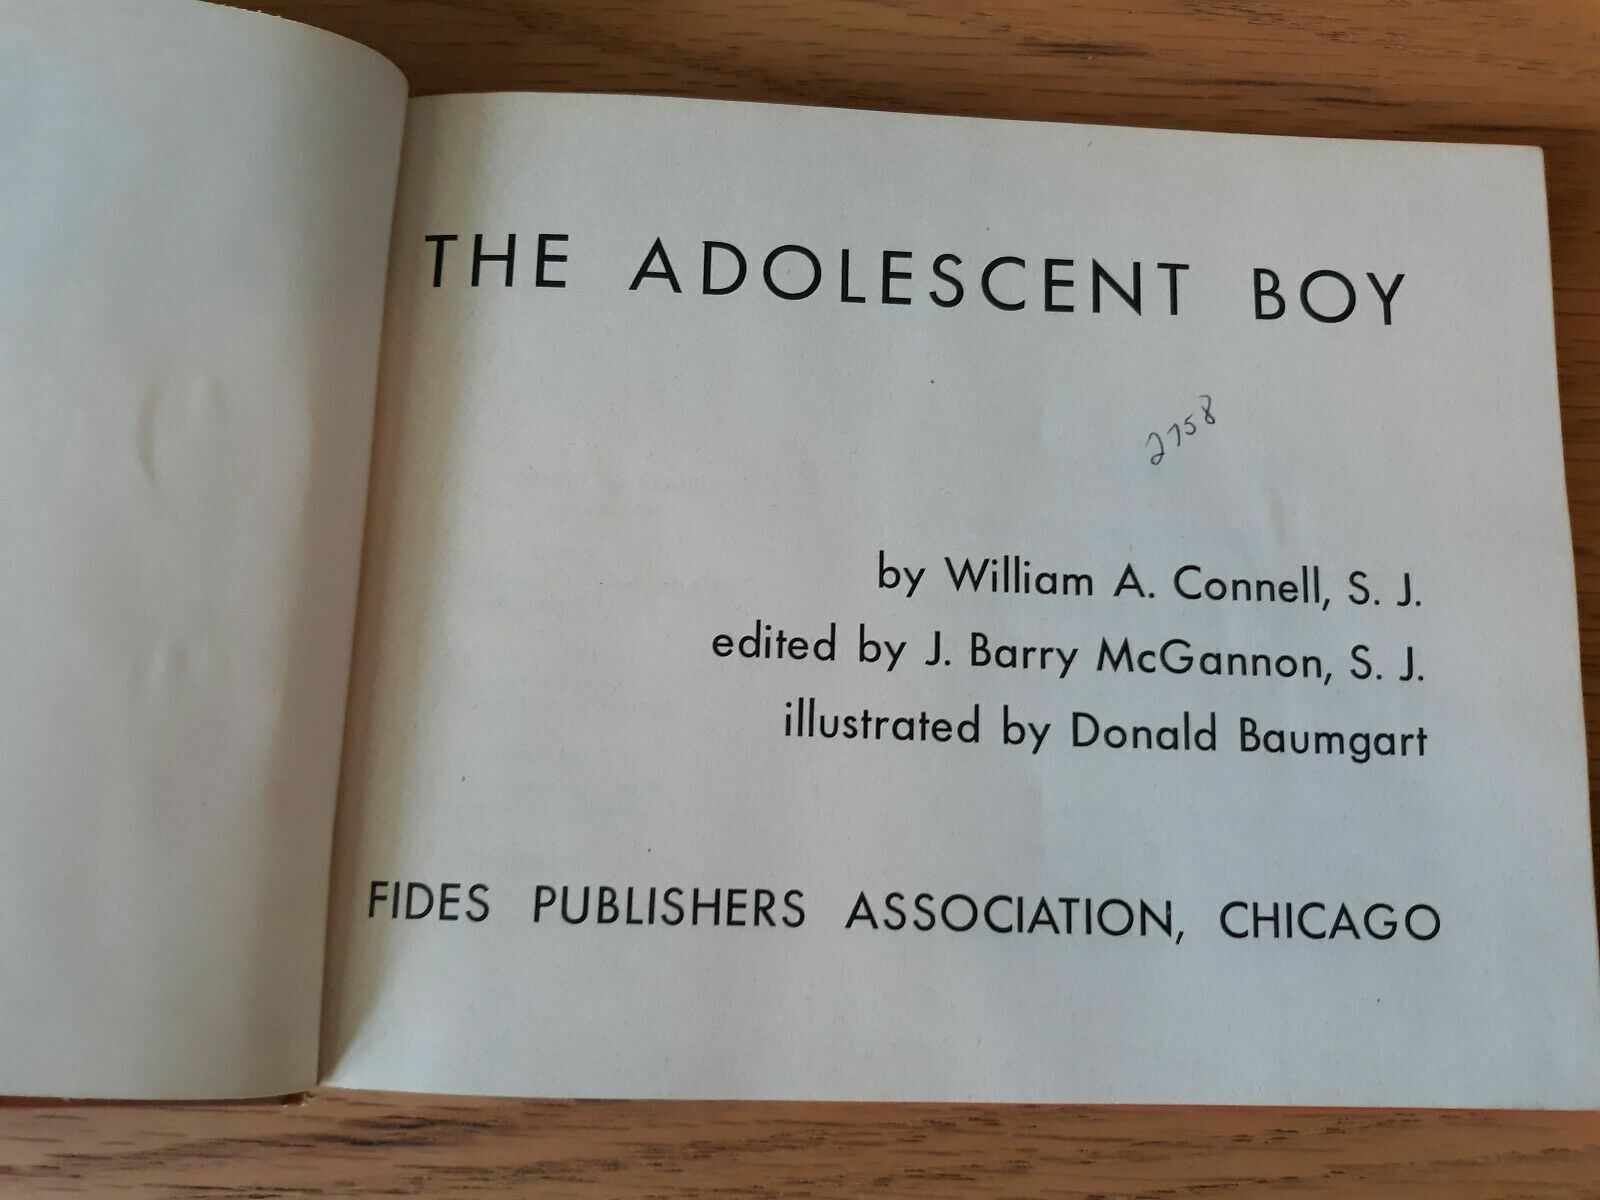 THE ADOLESCENT BOY
2758
by William A. Connell, S. J.
edited by J. Barry McGannon, S. J.
illustrated by Donald Baumgart
FIDES PUBLISHERS ASSOCIATION, CHICAGO